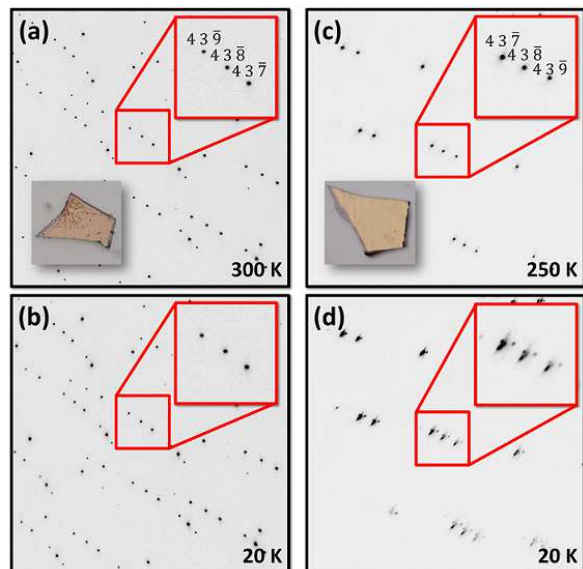 (a)
4 3 9̅
4 3 8̅
4 3 7̅
300 K
(c)
4 3 7̅
4 3 8̅
4 3 9̅
250 K
(b)
20 K
(d)
20 K